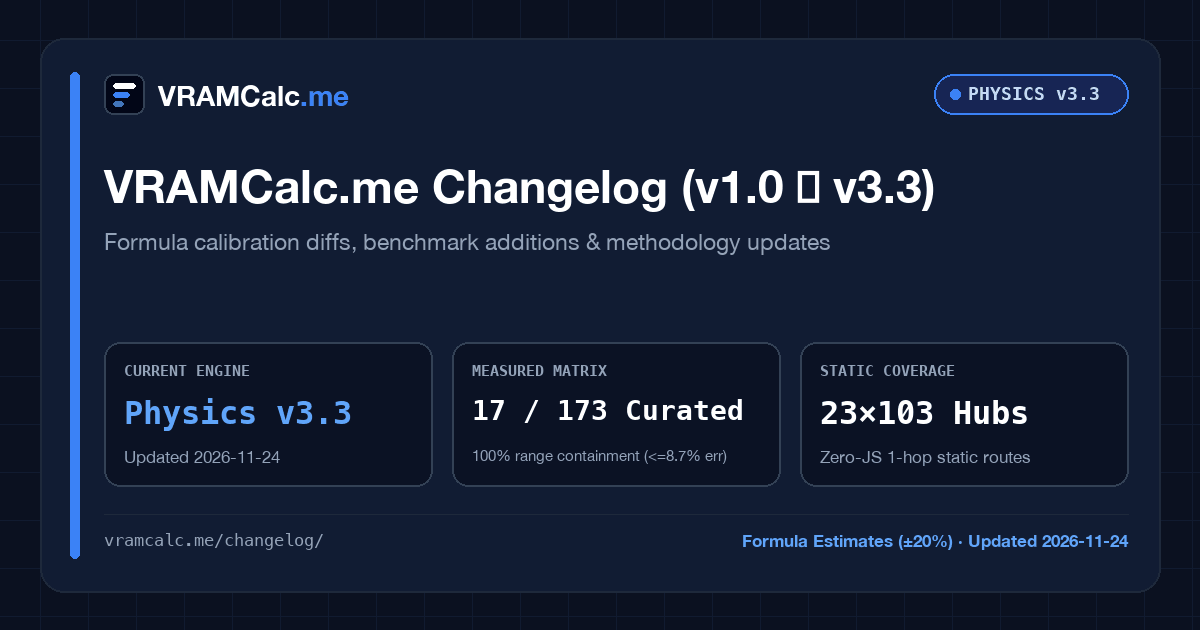 VRAMCalc.me
PHYSICS v3.3
VRAMCalc.me Changelog (v1.0 ▯ v3.3)
Formula calibration diffs, benchmark additions & methodology updates
CURRENT ENGINE
Physics v3.3
Updated 2026-11-24
MEASURED MATRIX
17 / 173 Curated
100% range containment (<=8.7% err)
STATIC COVERAGE
23×103 Hubs
Zero-JS 1-hop static routes
vramcalc.me/changelog/
Formula Estimates (±20%) · Updated 2026-11-24